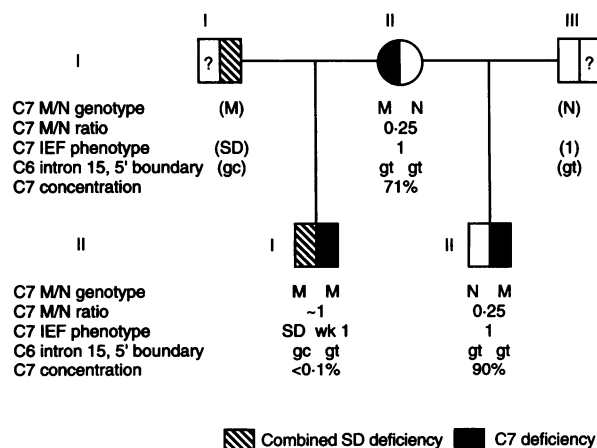 I II III
I ? ?
C7 M/N genotype (M) M N (N)
C7 M/N ratio 0·25
C7 IEF phenotype (SD) 1 (1)
C6 intron 15, 5' boundary (gc) gt gt (gt)
C7 concentration 71%
II I II
C7 M/N genotype M M N M
C7 M/N ratio ~1 0·25
C7 IEF phenotype SD wk 1 1
C6 intron 15, 5' boundary gc gt gt gt
C7 concentration <0·1% 90%
Combined SD deficiency C7 deficiency